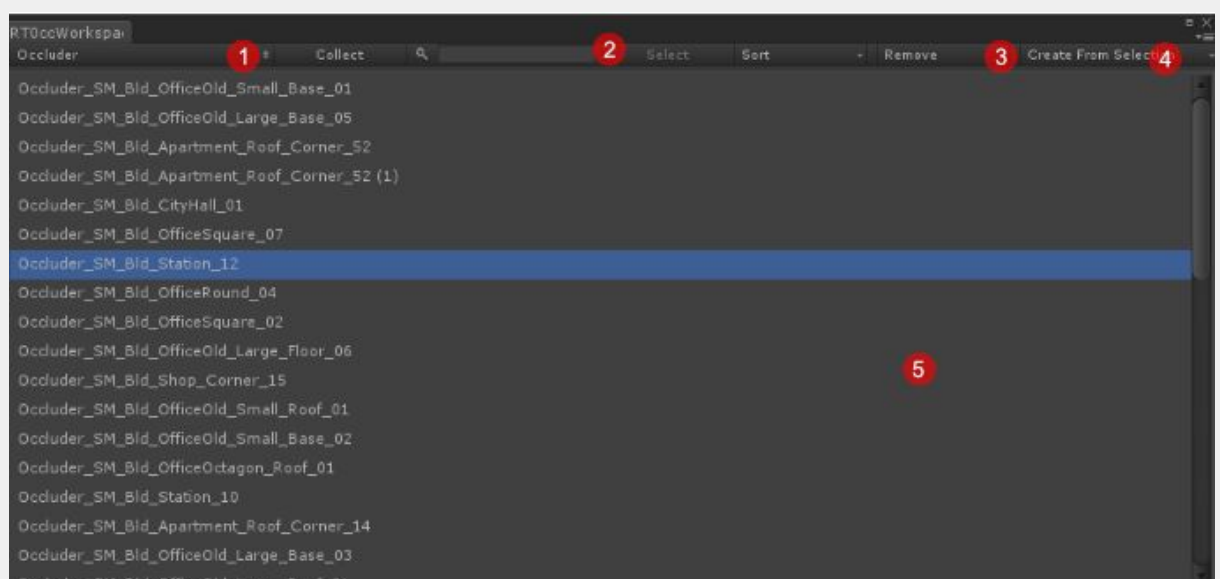 RTOccWorkspa
Occluder 1 Collect 2 Select Sort Remove 3 Create From Selection 4
Occluder_SM_Bld_OfficeOld_Small_Base_01
Occluder_SM_Bld_OfficeOld_Large_Base_05
Occluder_SM_Bld_Apartment_Roof_Corner_52
Occluder_SM_Bld_Apartment_Roof_Corner_52 (1)
Occluder_SM_Bld_CityHall_01
Occluder_SM_Bld_OfficeSquare_07
Occluder_SM_Bld_Station_12
Occluder_SM_Bld_OfficeRound_04
Occluder_SM_Bld_OfficeSquare_02
Occluder_SM_Bld_OfficeOld_Large_Floor_06
Occluder_SM_Bld_Shop_Corner_15
5
Occluder_SM_Bld_OfficeOld_Small_Roof_01
Occluder_SM_Bld_OfficeOld_Small_Base_02
Occluder_SM_Bld_OfficeOctagon_Roof_01
Occluder_SM_Bld_Station_10
Occluder_SM_Bld_Apartment_Roof_Corner_14
Occluder_SM_Bld_OfficeOld_Large_Base_03